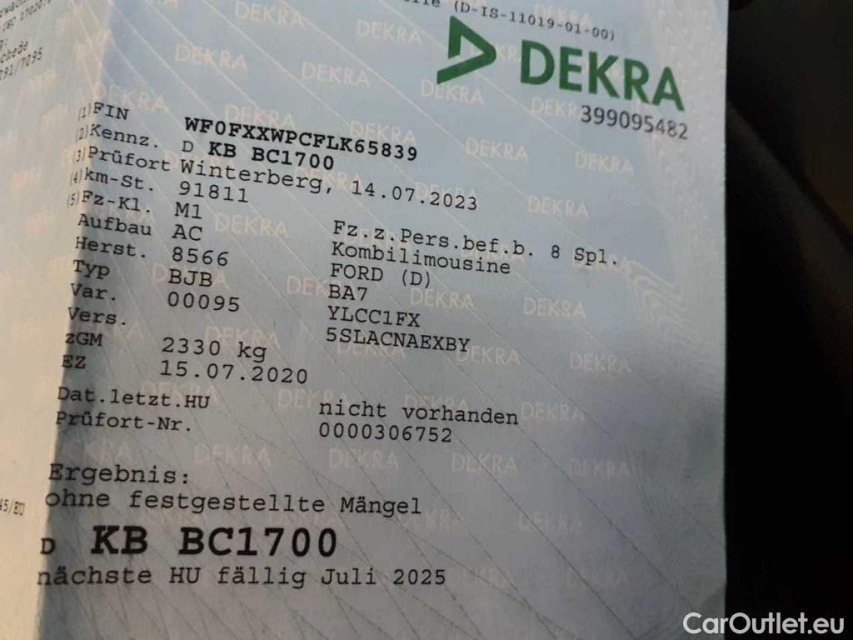 (D-IS-11019-01-00)
DEKRA
399095482
(1) FIN WF0FXXWPCFLK65839
(2) Kennz. D KB BC1700
(3) Prüfort Winterberg, 14.07.2023
(4) km-St. 91811
(5) Fz-Kl. M1 Fz.z.Pers.bef.b. 8 Spl.
Aufbau AC Kombilimousine
Herst. 8566 FORD (D)
Typ BJB BA7
Var. 00095 YLCC1FX
Vers. 5SLACNAEXBY
zGM 2330 kg
EZ 15.07.2020
Dat.letzt.HU nicht vorhanden
Prüfort-Nr. 0000306752
Ergebnis:
ohne festgestellte Mängel
D KB BC1700
nächste HU fällig Juli 2025
CarOutlet.eu